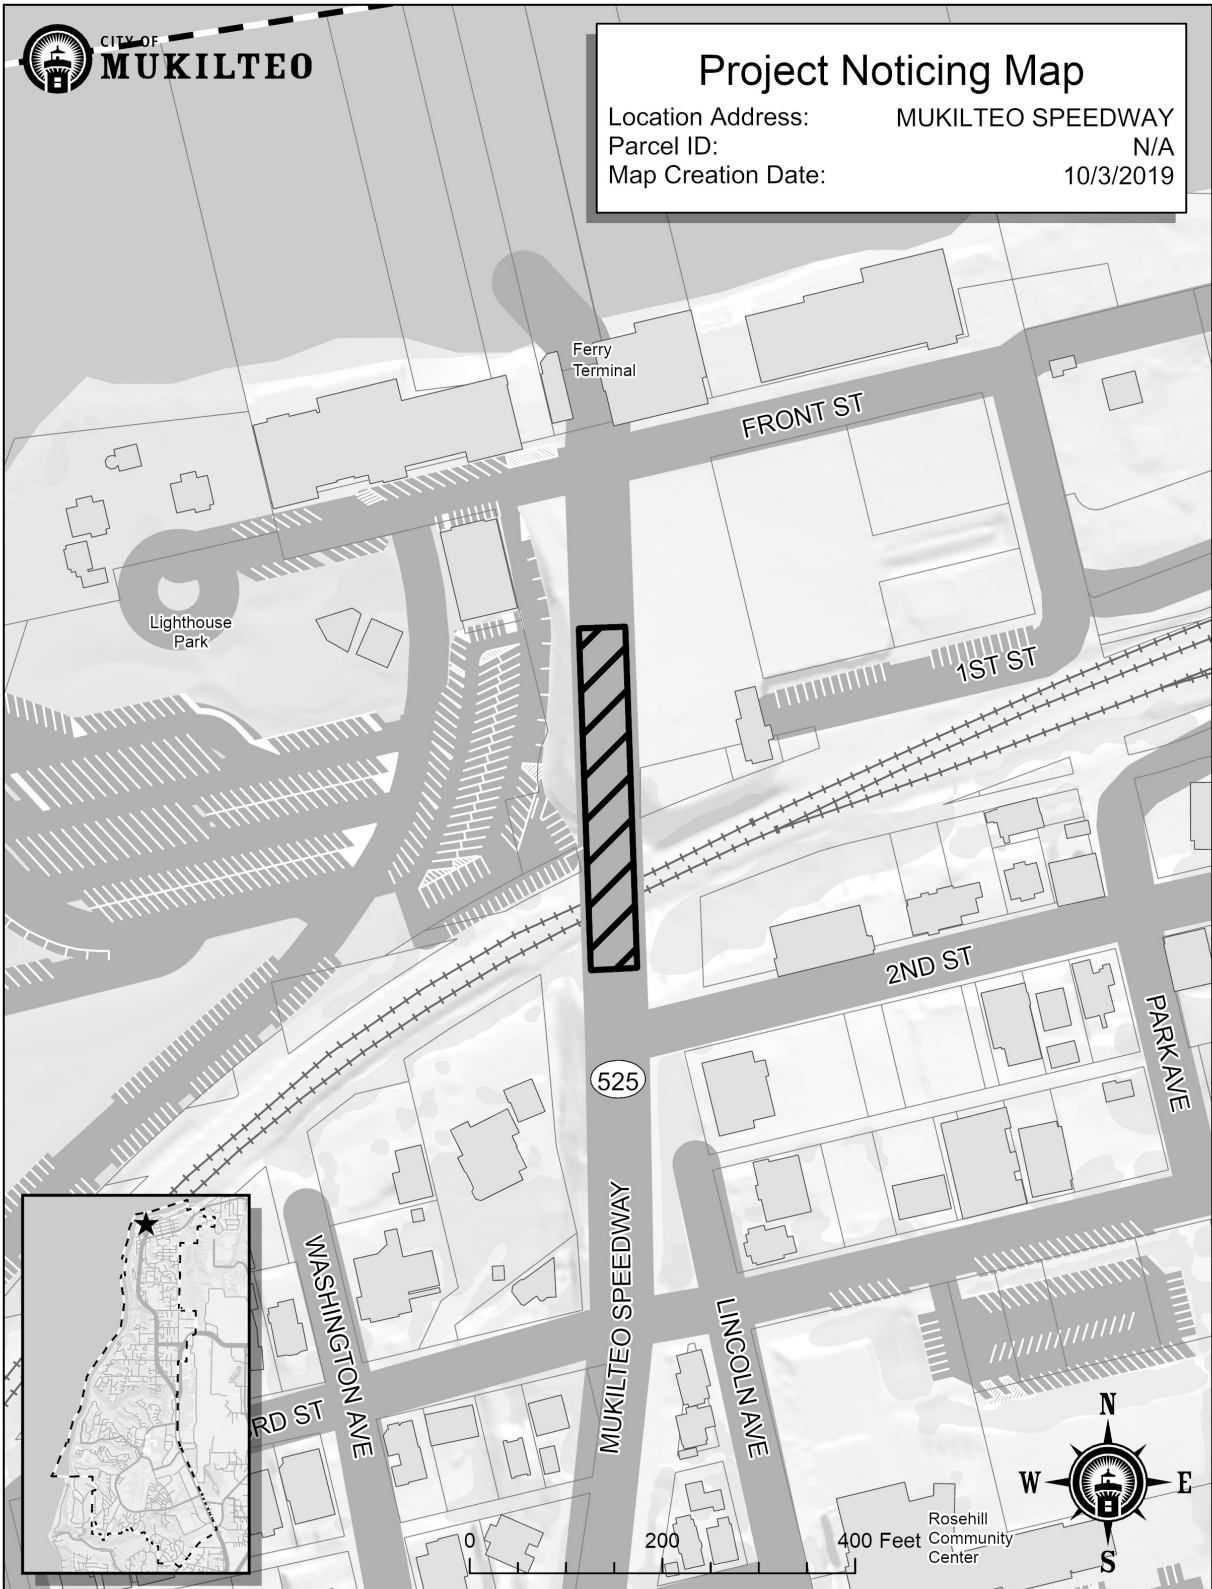 CITY OF
MUKILTEO
Project Noticing Map
Location Address: MUKILTEO SPEEDWAY
Parcel ID: N/A
Map Creation Date: 10/3/2019
Ferry
Terminal
FRONT ST
Lighthouse
Park
1ST ST
2ND ST
PARK AVE
525
MUKILTEO SPEEDWAY
WASHINGTON AVE
LINCOLN AVE
RD ST
N
W E
S
0 200 400 Feet
Rosehill
Community
Center